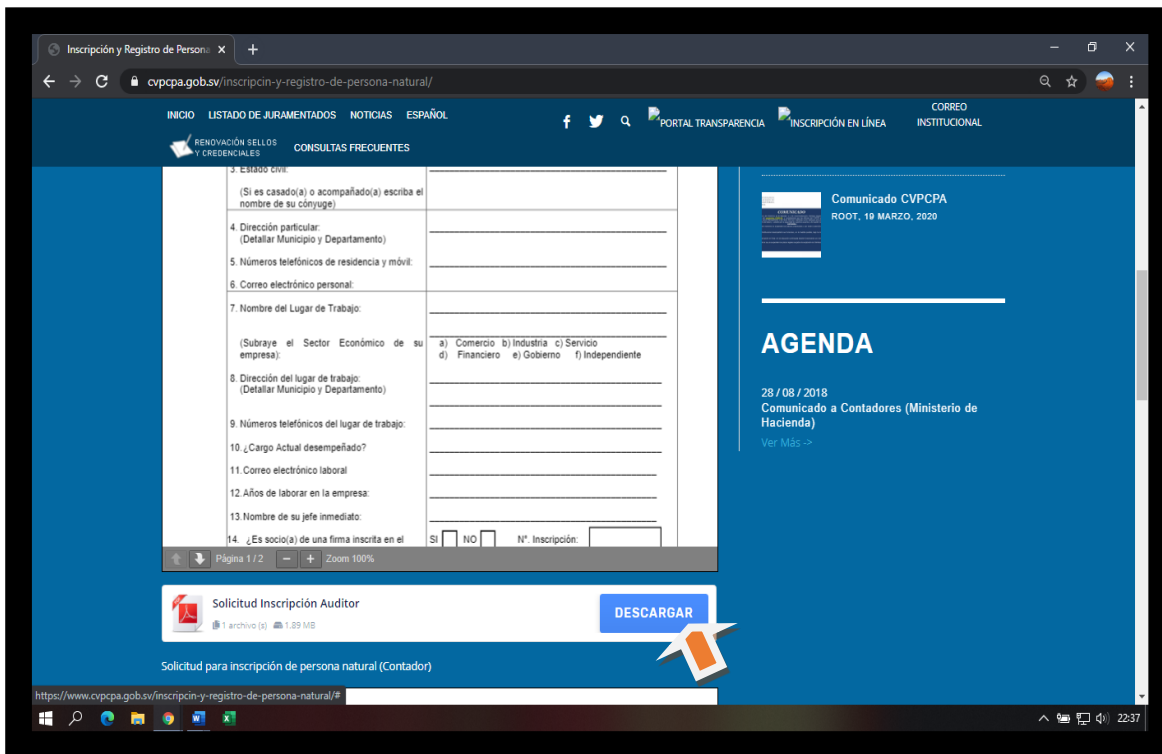 Inscripción y Registro de Persona
cvpcpa.gob.sv/inscripcin-y-registro-de-persona-natural/
INICIO LISTADO DE JURAMENTADOS NOTICIAS ESPAÑOL
PORTAL TRANSPARENCIA
INSCRIPCIÓN EN LÍNEA
CORREO
INSTITUCIONAL
RENOVACIÓN SELLOS
Y CREDENCIALES
CONSULTAS FRECUENTES
3. Estado civil:
(Si es casado(a) o acompañado(a) escriba el
nombre de su cónyuge)
4. Dirección particular:
(Detallar Municipio y Departamento)
5. Números telefónicos de residencia y móvil:
6. Correo electrónico personal:
7. Nombre del Lugar de Trabajo:
(Subraye el Sector Económico de su
empresa):
a) Comercio b) Industria c) Servicio
d) Financiero e) Gobierno f) Independiente
8. Dirección del lugar de trabajo:
(Detallar Municipio y Departamento)
9. Números telefónicos del lugar de trabajo:
10. ¿Cargo Actual desempeñado?
11. Correo electrónico laboral
12. Años de laborar en la empresa:
13. Nombre de su jefe inmediato:
14. ¿Es socio(a) de una firma inscrita en el
SI NO N°. Inscripción:
Página 1 / 2 − + Zoom 100%
Solicitud Inscripción Auditor
1 archivo (s) 1.89 MB
DESCARGAR
Solicitud para inscripción de persona natural (Contador)
Comunicado CVPCPA
ROOT, 19 MARZO, 2020
COMUNICADO
AGENDA
28 / 08 / 2018
Comunicado a Contadores (Ministerio de
Hacienda)
Ver Más ->
https://www.cvpcpa.gob.sv/inscripcin-y-registro-de-persona-natural/#
22:37